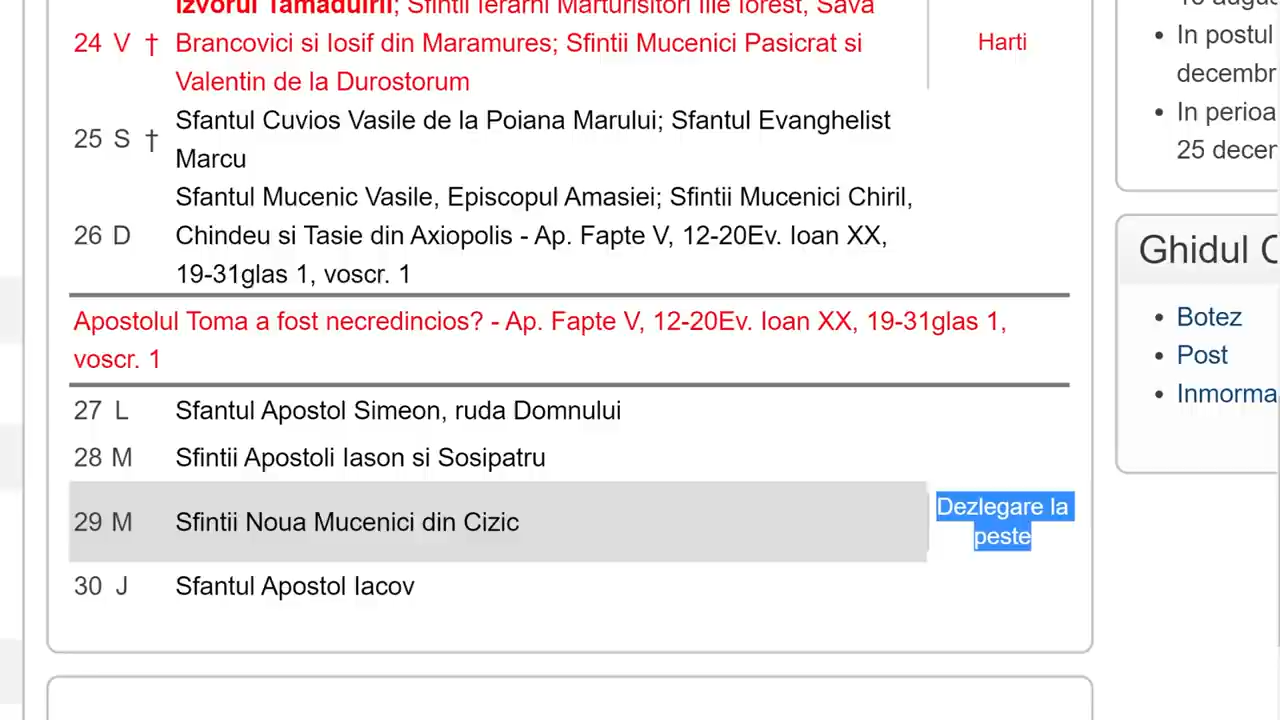 Izvorul Tamaduirii; Sfintii Ierarhi Marturisitori Ilie Iorest, Sava
24 V † Brancovici si Iosif din Maramures; Sfintii Mucenici Pasicrat si
Valentin de la Durostorum
Harti
25 S † Sfantul Cuvios Vasile de la Poiana Marului; Sfantul Evanghelist
Marcu
26 D Sfantul Mucenic Vasile, Episcopul Amasiei; Sfintii Mucenici Chiril,
Chindeu si Tasie din Axiopolis - Ap. Fapte V, 12-20Ev. Ioan XX,
19-31glas 1, voscr. 1
Apostolul Toma a fost necredincios? - Ap. Fapte V, 12-20Ev. Ioan XX, 19-31glas 1,
voscr. 1
27 L Sfantul Apostol Simeon, ruda Domnului
28 M Sfintii Apostoli Iason si Sosipatru
29 M Sfintii Noua Mucenici din Cizic
Dezlegare la
peste
30 J Sfantul Apostol Iacov
• In postul
decembr
• In perioa
25 decer
Ghidul
• Botez
• Post
• Inmorma